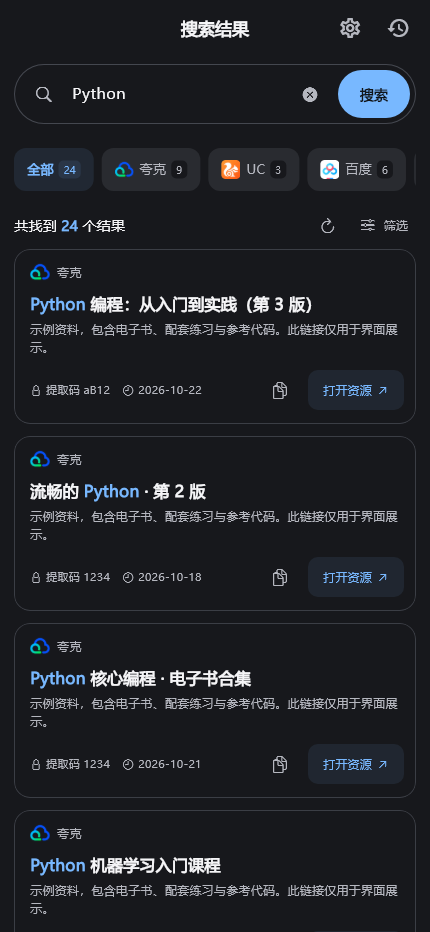 搜索结果
Python
搜索
全部 24 夸克 9 UC 3 百度 6
共找到 24 个结果
筛选
夸克
Python 编程：从入门到实践（第 3 版）
示例资料，包含电子书、配套练习与参考代码。此链接仅用于界面展
示。
提取码 aB12 2026-10-22 打开资源
夸克
流畅的 Python · 第 2 版
示例资料，包含电子书、配套练习与参考代码。此链接仅用于界面展
示。
提取码 1234 2026-10-18 打开资源
夸克
Python 核心编程 · 电子书合集
示例资料，包含电子书、配套练习与参考代码。此链接仅用于界面展
示。
提取码 1234 2026-10-21 打开资源
夸克
Python 机器学习入门课程
示例资料，包含电子书、配套练习与参考代码。此链接仅用于界面展
示。